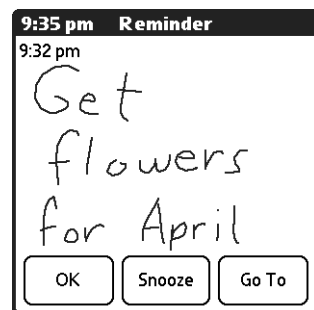 9:35 pm Reminder
9:32 pm
Get
flowers
for April
OK Snooze Go To